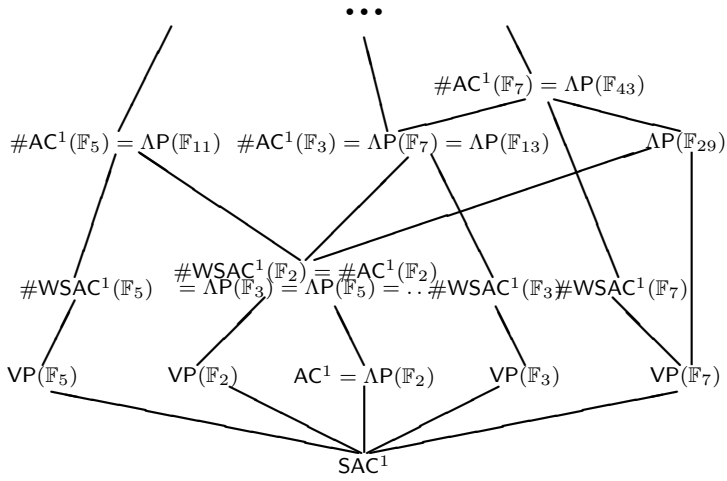 •••
#AC¹(𝔽₇) = ΛP(𝔽₄₃)
#AC¹(𝔽₅) = ΛP(𝔽₁₁) #AC¹(𝔽₃) = ΛP(𝔽₇) = ΛP(𝔽₁₃) ΛP(𝔽₂₉)
#WSAC¹(𝔽₂) = #AC¹(𝔽₂)
#WSAC¹(𝔽₅) = ΛP(𝔽₃) = ΛP(𝔽₅) = ... #WSAC¹(𝔽₃) #WSAC¹(𝔽₇)
VP(𝔽₅) VP(𝔽₂) AC¹ = ΛP(𝔽₂) VP(𝔽₃) VP(𝔽₇)
SAC¹